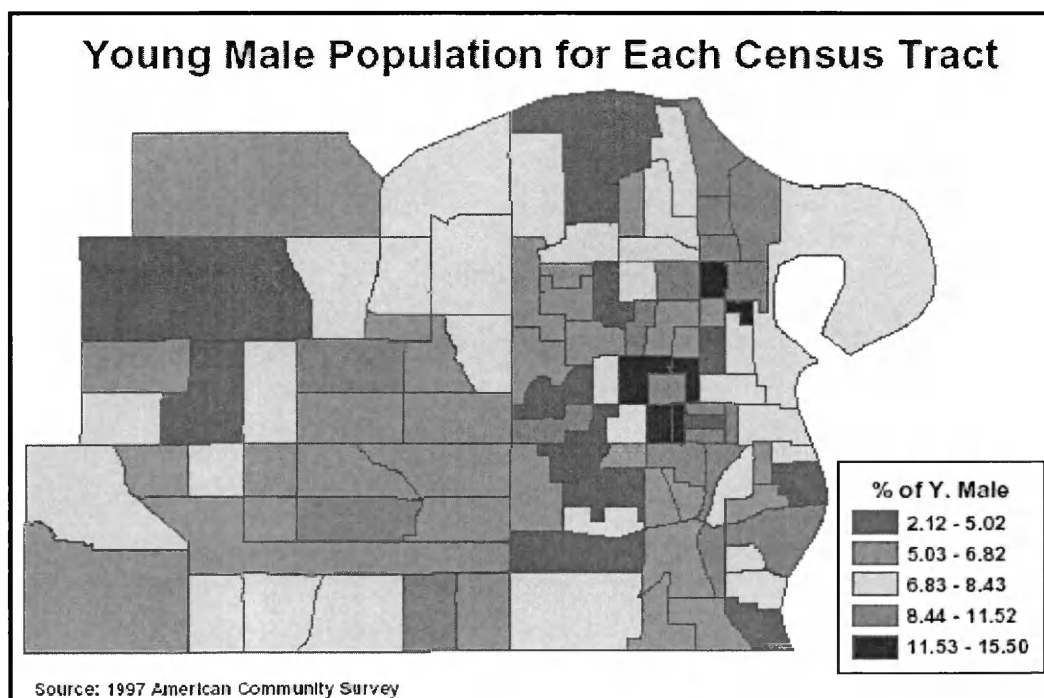 Young Male Population for Each Census Tract
% of Y. Male
2.12 - 5.02
5.03 - 6.82
6.83 - 8.43
8.44 - 11.52
11.53 - 15.50
Source: 1997 American Community Survey